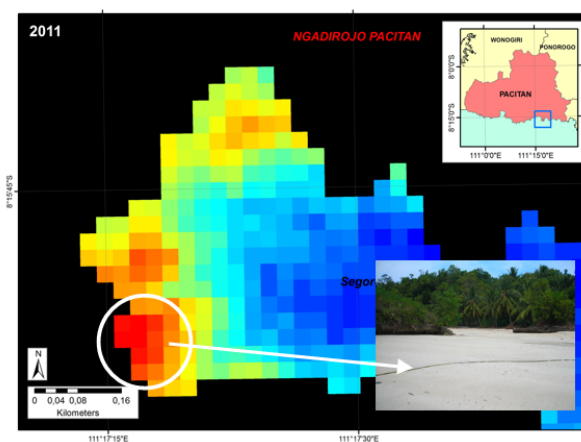 2011
NGADIROJO PACITAN
WONOGIRI
PONOROGO
PACITAN
8°0'0"S
8°15'0"S
111°0'0"E
111°15'0"E
8°15'45"S
Segor
N
0 0,04 0,08 0,16
Kilometers
111°17'15"E
111°17'30"E